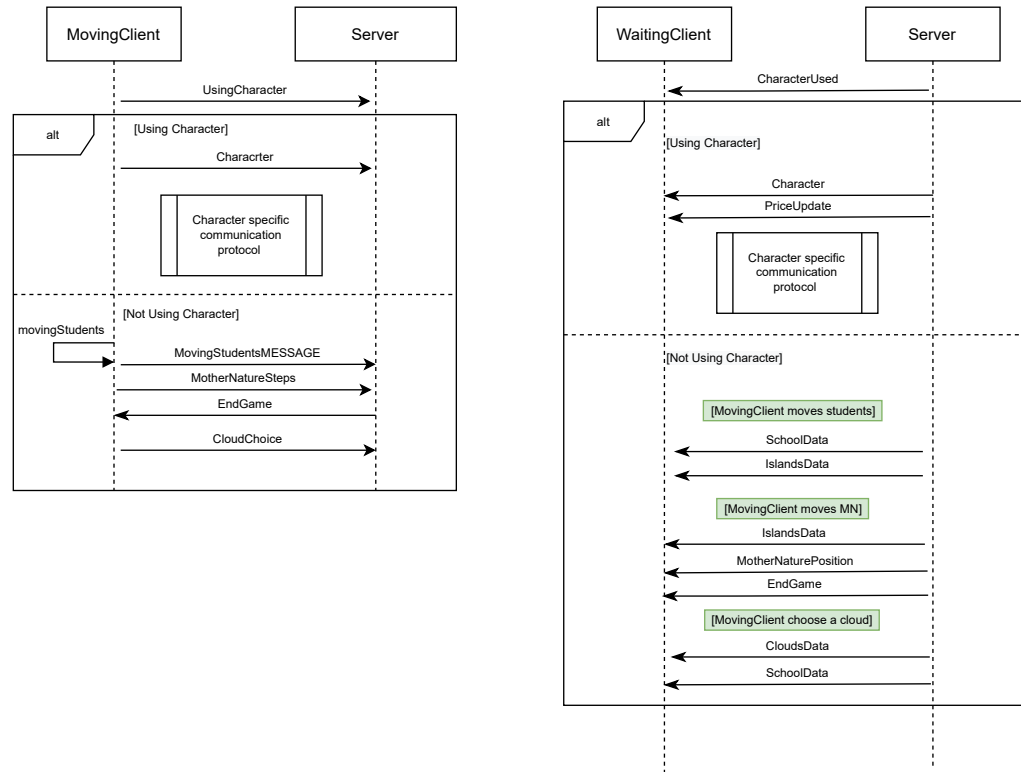 MovingClient
Server
UsingCharacter
alt
[Using Character]
Characrter
Character specific
communication
protocol
[Not Using Character]
movingStudents
MovingStudentsMESSAGE
MotherNatureSteps
EndGame
CloudChoice
WaitingClient
Server
CharacterUsed
alt
[Using Character]
Character
PriceUpdate
Character specific
communication
protocol
[Not Using Character]
[MovingClient moves students]
SchoolData
IslandsData
[MovingClient moves MN]
IslandsData
MotherNaturePosition
EndGame
[MovingClient choose a cloud]
CloudsData
SchoolData